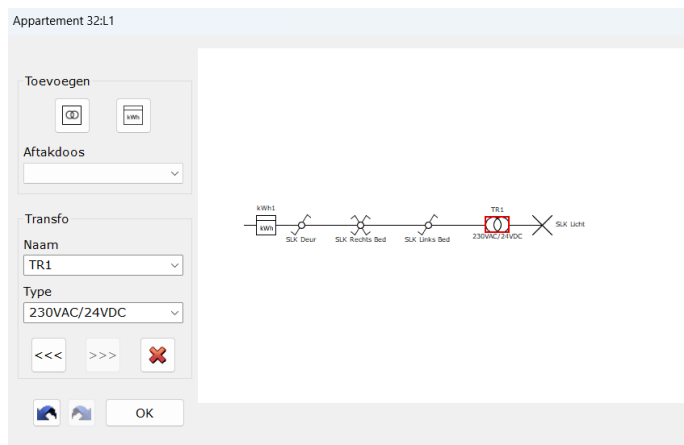 Appartement 32:L1
Toevoegen
kWh
Aftakdoos
Transfo
Naam
TR1
Type
230VAC/24VDC
<<<
>>>
OK
kWh1
kWh
SLK Deur
SLK Rechts Bed
SLK Links Bed
TR1
230VAC/24VDC
SLK Licht